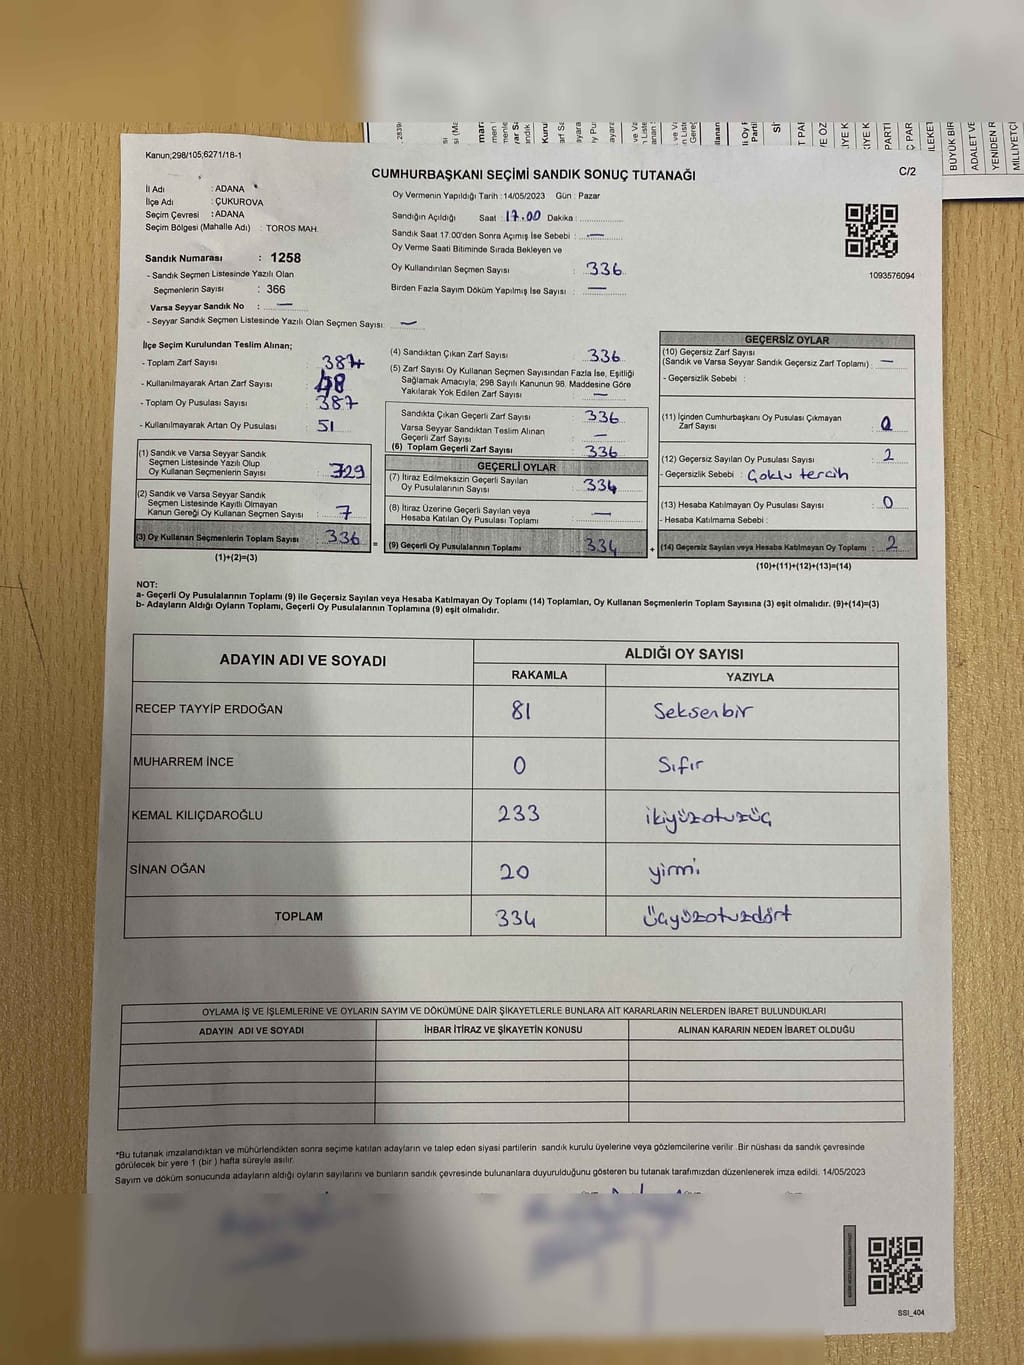 Kanun;298/105;6271/18-1
CUMHURBAŞKANI SEÇİMİ SANDIK SONUÇ TUTANAĞI
C/2
İl Adı : ADANA
İlçe Adı : ÇUKUROVA
Seçim Çevresi : ADANA
Seçim Bölgesi (Mahalle Adı) : TOROS MAH.
Sandık Numarası : 1258
- Sandık Seçmen Listesinde Yazılı Olan
Seçmenlerin Sayısı : 366
Varsa Seyyar Sandık No : —
- Seyyar Sandık Seçmen Listesinde Yazılı Olan Seçmen Sayısı: —
Oy Vermenin Yapıldığı Tarih : 14/05/2023 Gün : Pazar
Sandığın Açıldığı Saat : 17.00 Dakika :
Sandık Saat 17:00'den Sonra Açımış İse Sebebi : —
Oy Verme Saati Bitiminde Sırada Bekleyen ve
Oy Kullandırılan Seçmen Sayısı : 336
Birden Fazla Sayım Döküm Yapılmış İse Sayısı : —
1093576094
İlçe Seçim Kurulundan Teslim Alınan;
- Toplam Zarf Sayısı : 387
- Kullanılmayarak Artan Zarf Sayısı : 48
- Toplam Oy Pusulası Sayısı : 387
- Kullanılmayarak Artan Oy Pusulası : 51
(1) Sandık ve Varsa Seyyar Sandık
Seçmen Listesinde Yazılı Olup
Oy Kullanan Seçmenlerin Sayısı : 329
(2) Sandık ve Varsa Seyyar Sandık
Seçmen Listesinde Kayıtlı Olmayan
Kanun Gereği Oy Kullanan Seçmen Sayısı : 7
(3) Oy Kullanan Seçmenlerin Toplam Sayısı : 336
(1)+(2)=(3)
(4) Sandıktan Çıkan Zarf Sayısı : 336
(5) Zarf Sayısı Oy Kullanan Seçmen Sayısından Fazla İse, Eşitliği
Sağlamak Amacıyla; 298 Sayılı Kanunun 98. Maddesine Göre
Yakılarak Yok Edilen Zarf Sayısı : —
Sandıkta Çıkan Geçerli Zarf Sayısı : 336
Varsa Seyyar Sandıktan Teslim Alınan
Geçerli Zarf Sayısı : —
(6) Toplam Geçerli Zarf Sayısı : 336
GEÇERLİ OYLAR
(7) İtiraz Edilmeksizin Geçerli Sayılan
Oy Pusulalarının Sayısı : 334
(8) İtiraz Üzerine Geçerli Sayılan veya
Hesaba Katılan Oy Pusulası Toplamı : —
= (9) Geçerli Oy Pusulalarının Toplamı : 334
GEÇERSİZ OYLAR
(10) Geçersiz Zarf Sayısı
(Sandık ve Varsa Seyyar Sandık Geçersiz Zarf Toplamı) : —
- Geçersizlik Sebebi :
(11) İçinden Cumhurbaşkanı Oy Pusulası Çıkmayan
Zarf Sayısı : 0
(12) Geçersiz Sayılan Oy Pusulası Sayısı : 2
- Geçersizlik Sebebi : Çoklu tercih
(13) Hesaba Katılmayan Oy Pusulası Sayısı : 0
- Hesaba Katılmama Sebebi :
+ (14) Geçersiz Sayılan veya Hesaba Katılmayan Oy Toplamı : 2
(10)+(11)+(12)+(13)=(14)
NOT:
a- Geçerli Oy Pusulalarının Toplamı (9) ile Geçersiz Sayılan veya Hesaba Katılmayan Oy Toplamı (14) Toplamları, Oy Kullanan Seçmenlerin Toplam Sayısına (3) eşit olmalıdır. (9)+(14)=(3)
b- Adayların Aldığı Oyların Toplamı, Geçerli Oy Pusulalarının Toplamına (9) eşit olmalıdır.
ADAYIN ADI VE SOYADI ALDIĞI OY SAYISI
RAKAMLA YAZIYLA
RECEP TAYYİP ERDOĞAN 81 Seksenbir
MUHARREM İNCE 0 Sıfır
KEMAL KILIÇDAROĞLU 233 ikiyüzotuzüç
SİNAN OĞAN 20 yirmi
TOPLAM 334 üçyüzotuzdört
OYLAMA İŞ VE İŞLEMLERİNE VE OYLARIN SAYIM VE DÖKÜMÜNE DAİR ŞİKAYETLERLE BUNLARA AİT KARARLARIN NELERDEN İBARET BULUNDUKLARI
ADAYIN ADI VE SOYADI İHBAR İTİRAZ VE ŞİKAYETİN KONUSU ALINAN KARARIN NEDEN İBARET OLDUĞU
*Bu tutanak imzalandıktan ve mühürlendikten sonra seçime katılan adayların ve talep eden siyasi partilerin sandık kurulu üyelerine veya gözlemcilerine verilir .Bir nüshası da sandık çevresinde
görülecek bir yere 1 (bir ) hafta süreyle asılır.
Sayım ve döküm sonucunda adayların aldığı oyların sayılarını ve bunların sandık çevresinde bulunanlara duyurulduğunu gösteren bu tutanak tarafımızdan düzenlenerek imza edildi. 14/05/2023
SSI_404
BÜYÜK BİR
ADALET VE
YENİDEN R
MİLLİYETÇİ